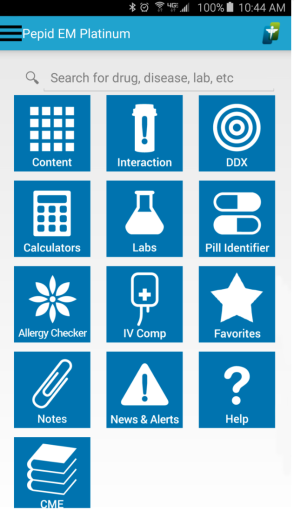 100% 10:44 AM
Pepid EM Platinum
Search for drug, disease, lab, etc
Content Interaction DDX
Calculators Labs Pill Identifier
Allergy Checker IV Comp Favorites
Notes News & Alerts Help
CME